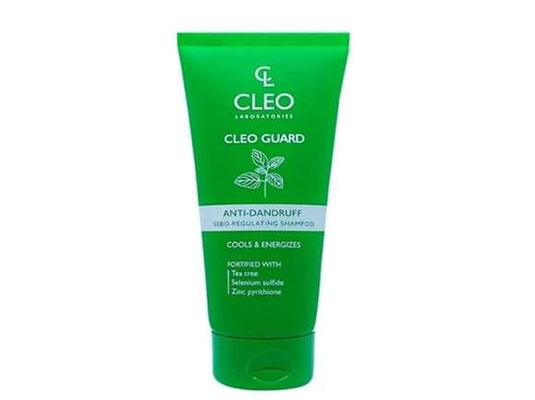 CL
CLEO
LABORATORIES
CLEO GUARD
ANTI-DANDRUFF
SEBO-REGULATING SHAMPOO
COOLS & ENERGIZES
FORTIFIED WITH
Tea tree
Selenium sulfide
Zinc pyrithione